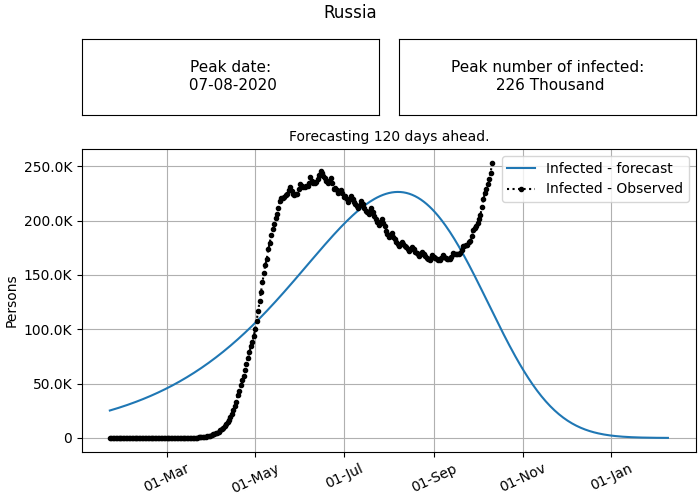 Russia
Peak date:
07-08-2020
Peak number of infected:
226 Thousand
Forecasting 120 days ahead.
Infected - forecast
Infected - Observed
250.0K
200.0K
150.0K
100.0K
50.0K
0
Persons
01-Mar
01-May
01-Jul
01-Sep
01-Nov
01-Jan